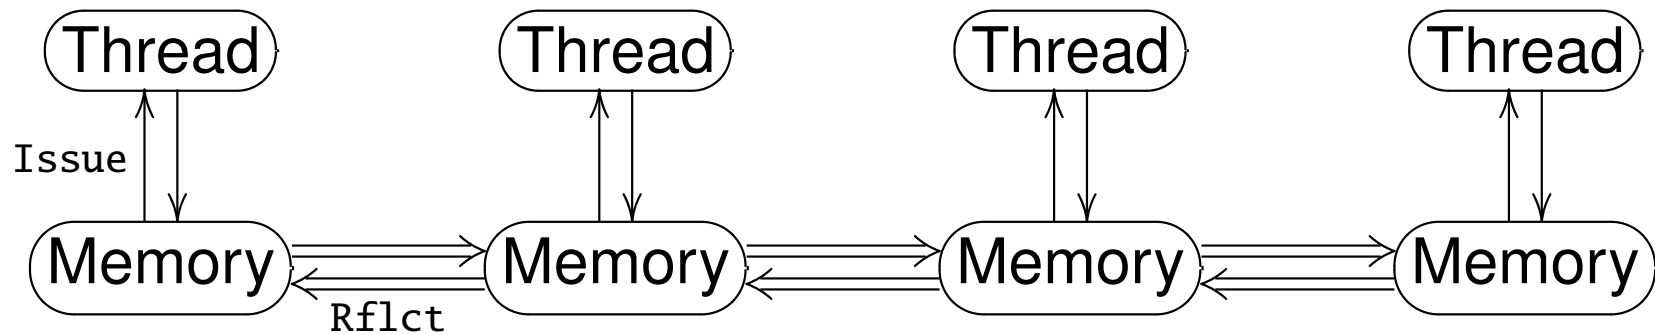 Thread Thread Thread Thread
Issue
Memory Memory Memory Memory
Rflct